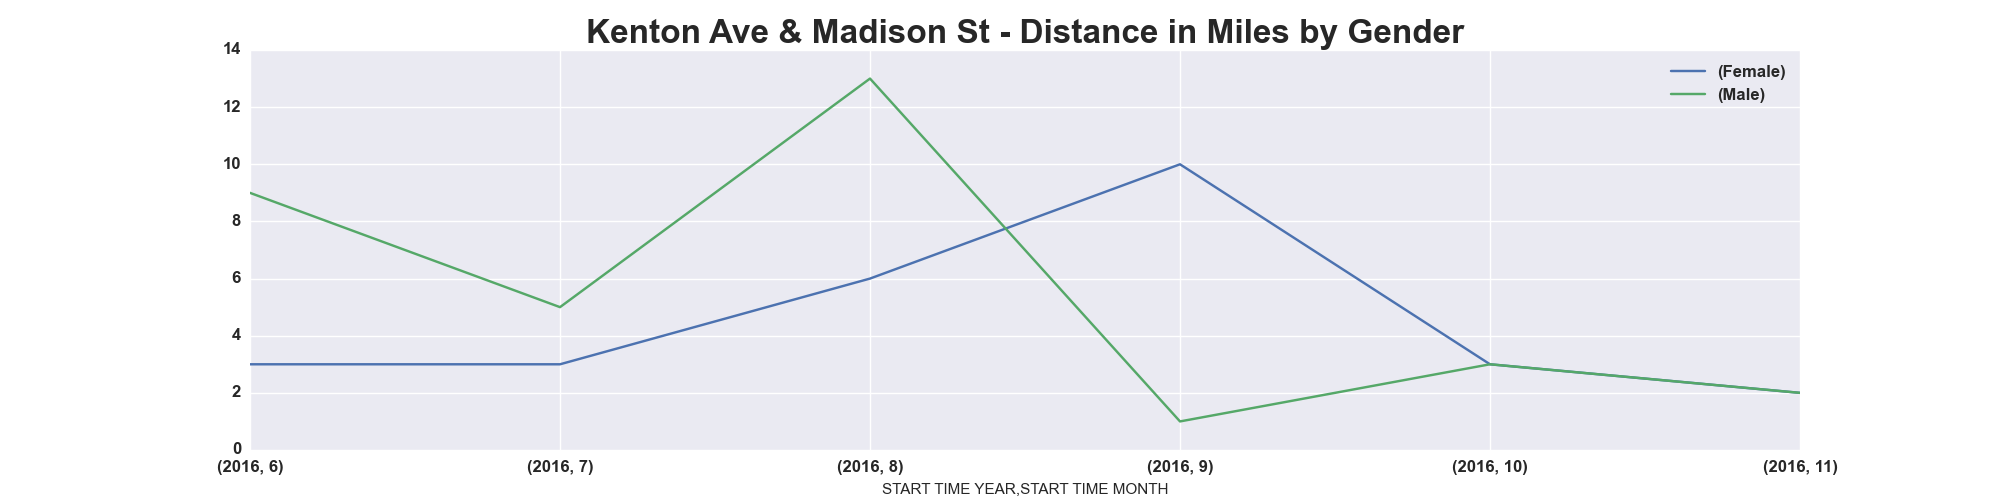 Kenton Ave & Madison St - Distance in Miles by Gender
14
12
10
8
6
4
2
0
(Female)
(Male)
(2016, 6) (2016, 7) (2016, 8) (2016, 9) (2016, 10) (2016, 11)
START TIME YEAR,START TIME MONTH